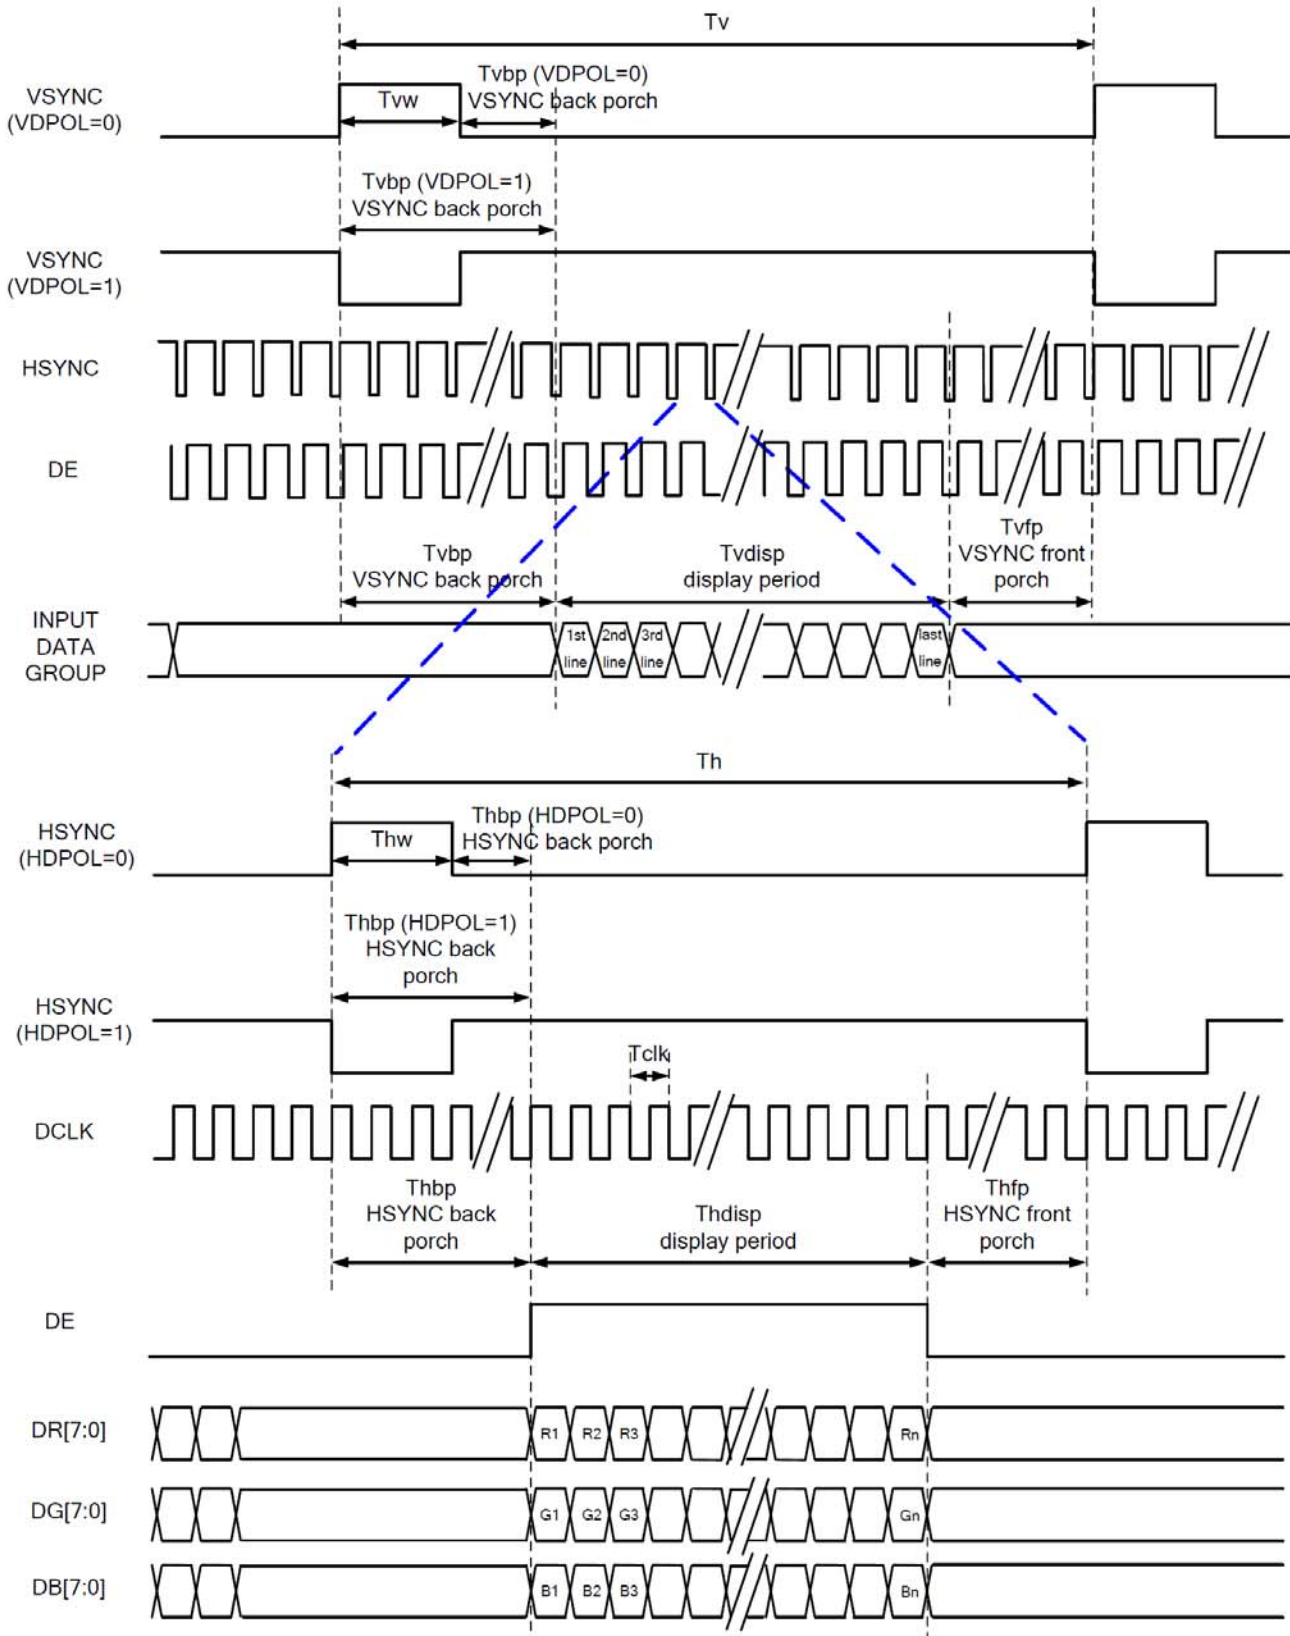 Tv
VSYNC
(VDPOL=0)
Tvw
Tvbp (VDPOL=0)
VSYNC back porch
Tvbp (VDPOL=1)
VSYNC back porch
VSYNC
(VDPOL=1)
HSYNC
DE
Tvbp
VSYNC back porch
Tvdisp
display period
Tvfp
VSYNC front
porch
INPUT
DATA
GROUP
1st
line
2nd
line
3rd
line
last
line
Th
HSYNC
(HDPOL=0)
Thw
Thbp (HDPOL=0)
HSYNC back porch
Thbp (HDPOL=1)
HSYNC back
porch
HSYNC
(HDPOL=1)
Tclk
DCLK
Thbp
HSYNC back
porch
Thdisp
display period
Thfp
HSYNC front
porch
DE
DR[7:0]
R1
R2
R3
Rn
DG[7:0]
G1
G2
G3
Gn
DB[7:0]
B1
B2
B3
Bn